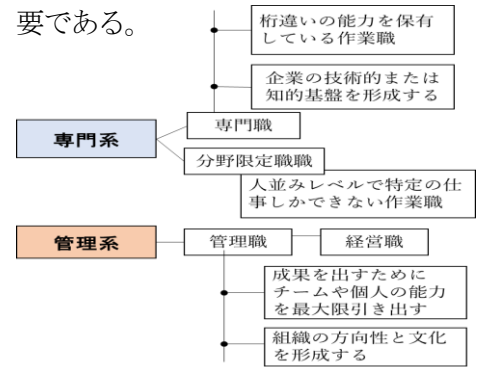 要である。
桁違いの能力を保有
している作業職
企業の技術的または
知的基盤を形成する
専門系
専門職
分野限定職職
人並みレベルで特定の仕
事しかできない作業職
管理系
管理職
経営職
成果を出すために
チームや個人の能力
を最大限引き出す
組織の方向性と文化
を形成する